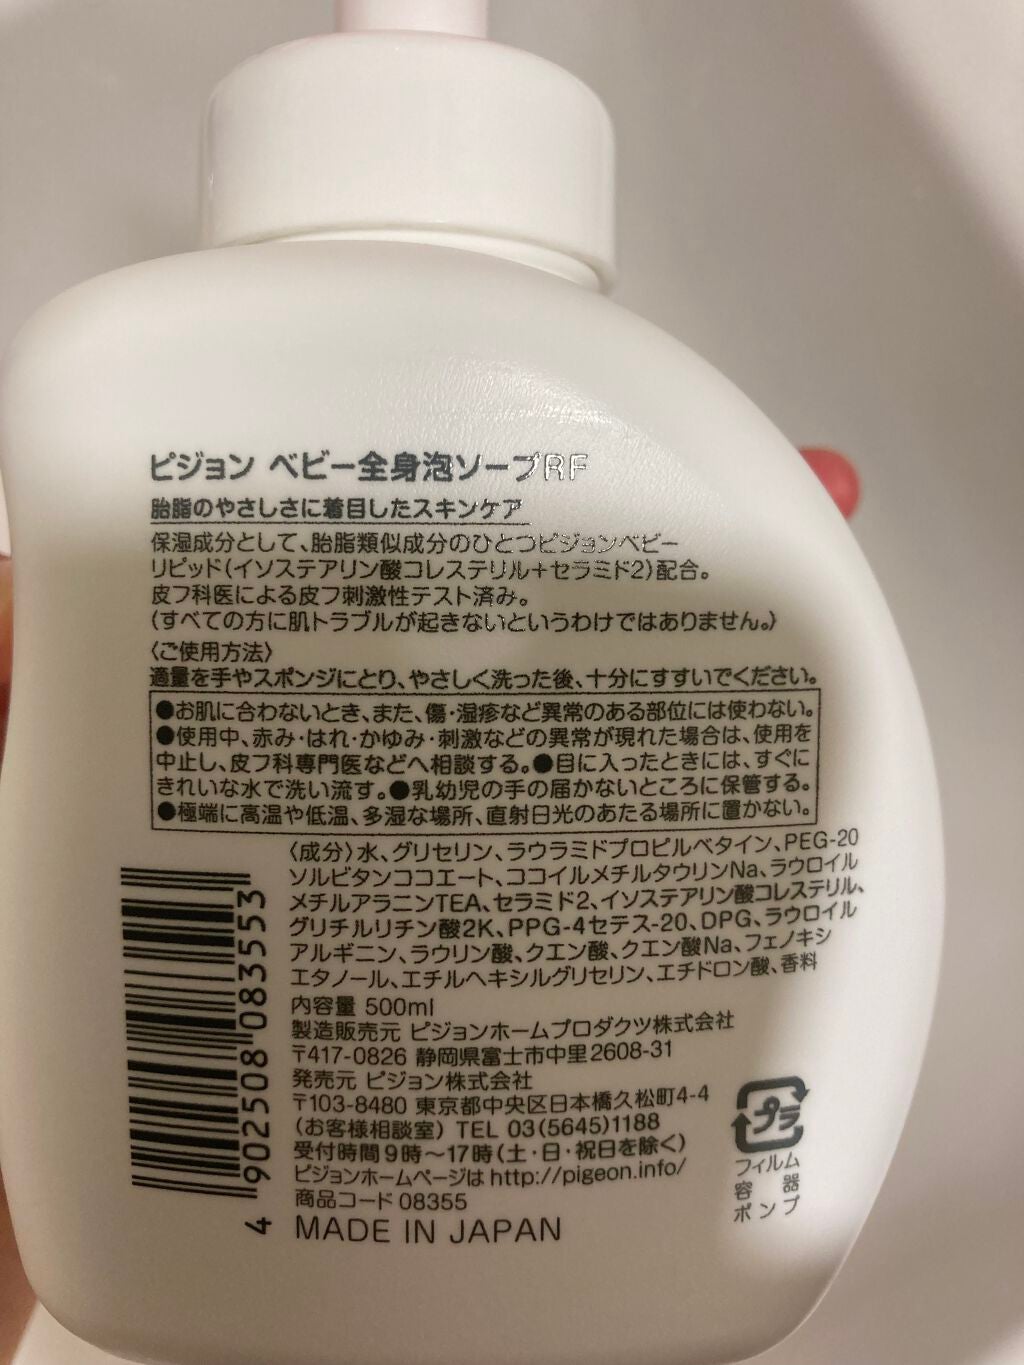 ピジョン ベビー全身泡ソープRF
胎脂のやさしさに着目したスキンケア
保湿成分として、胎脂類似成分のひとつピジョンベビー
リピッド(イソステアリン酸コレステリル+セラミド2)配合。
皮フ科医による皮フ刺激性テスト済み。
(すべての方に肌トラブルが起きないというわけではありません。)
〈ご使用方法〉
適量を手やスポンジにとり、やさしく洗った後、十分にすすいでください。
●お肌に合わないとき、また、傷・湿疹など異常のある部位には使わない。
●使用中、赤み・はれ・かゆみ・刺激などの異常が現れた場合は、使用を
中止し、皮フ科専門医などへ相談する。●目に入ったときには、すぐに
きれいな水で洗い流す。●乳幼児の手の届かないところに保管する。
●極端に高温や低温、多湿な場所、直射日光のあたる場所に置かない。
〈成分〉水、グリセリン、ラウラミドプロピルベタイン、PEG-20
ソルビタンココエート、ココイルメチルタウリンNa、ラウロイル
メチルアラニンTEA、セラミド2、イソステアリン酸コレステリル、
グリチルリチン酸2K、PPG-4セテス-20、DPG、ラウロイル
アルギニン、ラウリン酸、クエン酸、クエン酸Na、フェノキシ
エタノール、エチルヘキシルグリセリン、エチドロン酸、香料
内容量 500ml
製造販売元 ピジョンホームプロダクツ株式会社
〒417-0826 静岡県富士市中里2608-31
発売元 ピジョン株式会社
〒103-8480 東京都中央区日本橋久松町4-4
(お客様相談室) TEL 03(5645)1188
受付時間9時〜17時(土・日・祝日を除く)
ピジョンホームページは http://pigeon.info/
商品コード 08355
MADE IN JAPAN
4 902508 083553
プラ
フィルム
容器
ポンプ